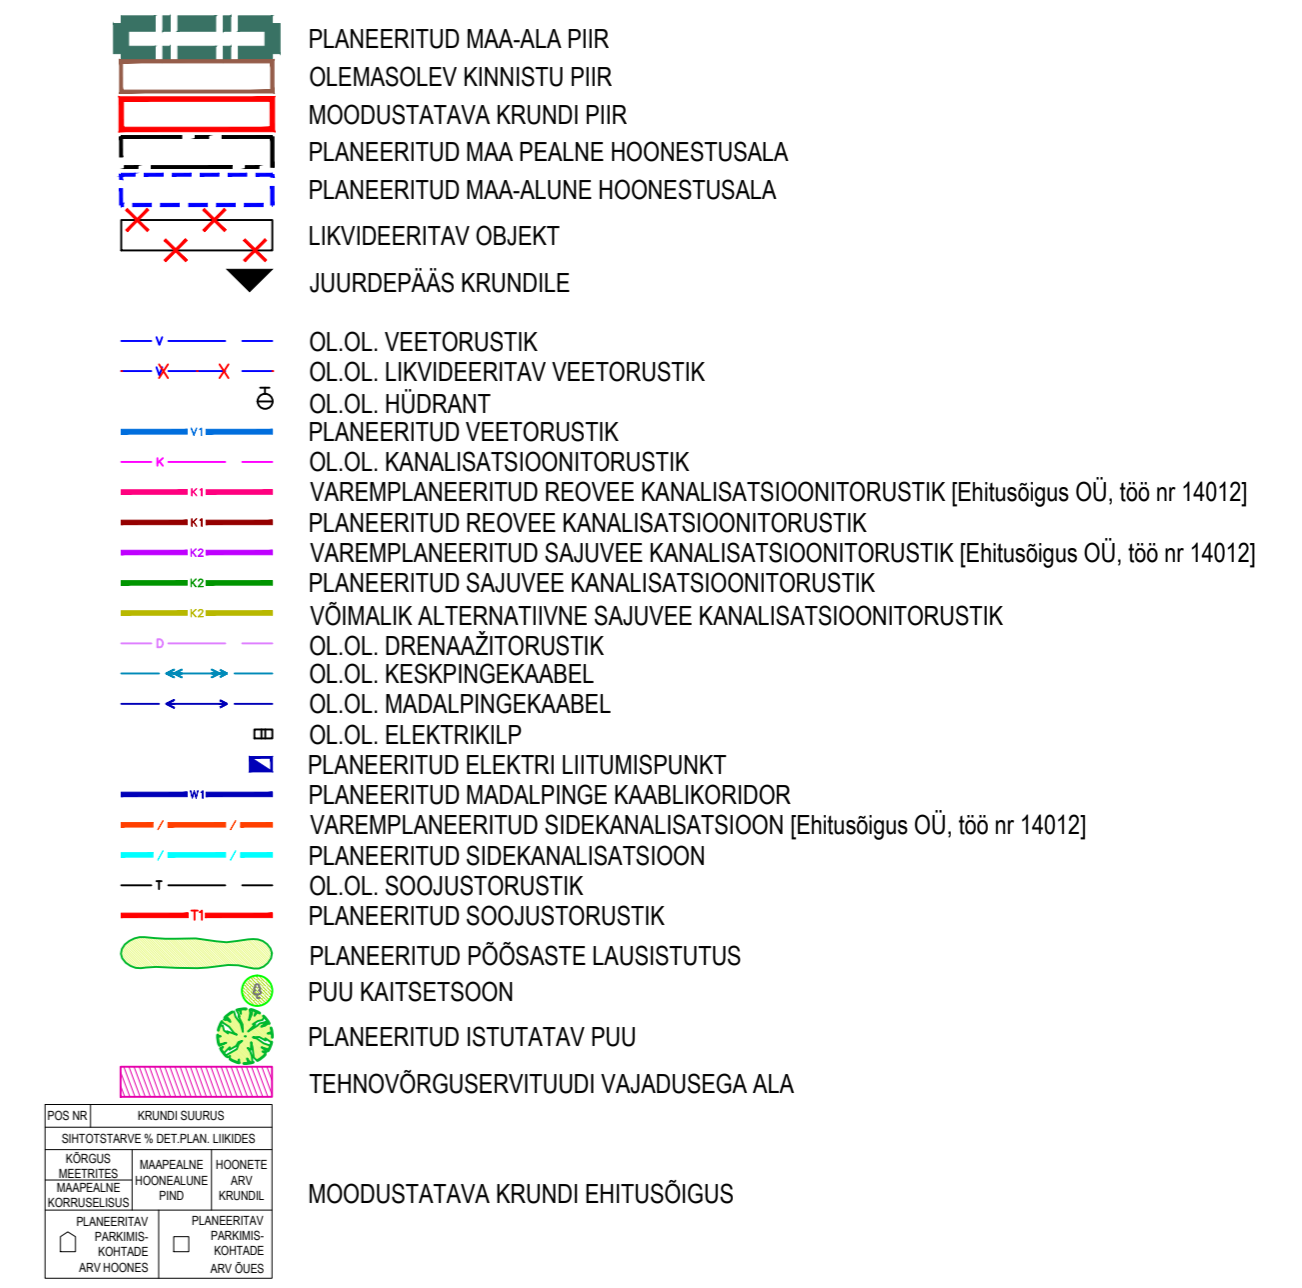 PLANEERITUD MAA-ALA PIIR
OLEMASOLEV KINNISTU PIIR
MOODUSTATAVA KRUNDI PIIR
PLANEERITUD MAA PEALNE HOONESTUSALA
PLANEERITUD MAA-ALUNE HOONESTUSALA
LIKVIDEERITAV OBJEKT
JUURDEPÄÄS KRUNDILE
V OL.OL. VEETORUSTIK
V OL.OL. LIKVIDEERITAV VEETORUSTIK
OL.OL. HÜDRANT
V1 PLANEERITUD VEETORUSTIK
K OL.OL. KANALISATSIOONITORUSTIK
K1 VAREMPLANEERITUD REOVEE KANALISATSIOONITORUSTIK [Ehitusõigus OÜ, töö nr 14012]
K1 PLANEERITUD REOVEE KANALISATSIOONITORUSTIK
K2 VAREMPLANEERITUD SAJUVEE KANALISATSIOONITORUSTIK [Ehitusõigus OÜ, töö nr 14012]
K2 PLANEERITUD SAJUVEE KANALISATSIOONITORUSTIK
K2 VÕIMALIK ALTERNATIIVNE SAJUVEE KANALISATSIOONITORUSTIK
D OL.OL. DRENAAŽITORUSTIK
OL.OL. KESKPINGEKAABEL
OL.OL. MADALPINGEKAABEL
OL.OL. ELEKTRIKILP
PLANEERITUD ELEKTRI LIITUMISPUNKT
W1 PLANEERITUD MADALPINGE KAABLIKORIDOR
VAREMPLANEERITUD SIDEKANALISATSIOON [Ehitusõigus OÜ, töö nr 14012]
PLANEERITUD SIDEKANALISATSIOON
T OL.OL. SOOJUSTORUSTIK
T1 PLANEERITUD SOOJUSTORUSTIK
PLANEERITUD PÕÕSASTE LAUSISTUTUS
PUU KAITSETSOON
PLANEERITUD ISTUTATAV PUU
TEHNOVÕRGUSERVITUUDI VAJADUSEGA ALA
POS NR KRUNDI SUURUS
SIHTOTSTARVE % DET.PLAN. LIIKIDES
KÕRGUS
MEETRITES
MAAPEALNE
KORRUSELISUS
MAAPEALNE
HOONEALUNE
PIND
HOONETE
ARV
KRUNDIL
PLANEERITAV
PARKIMIS-
KOHTADE
ARV HOONES
PLANEERITAV
PARKIMIS-
KOHTADE
ARV ÕUES
MOODUSTATAVA KRUNDI EHITUSÕIGUS